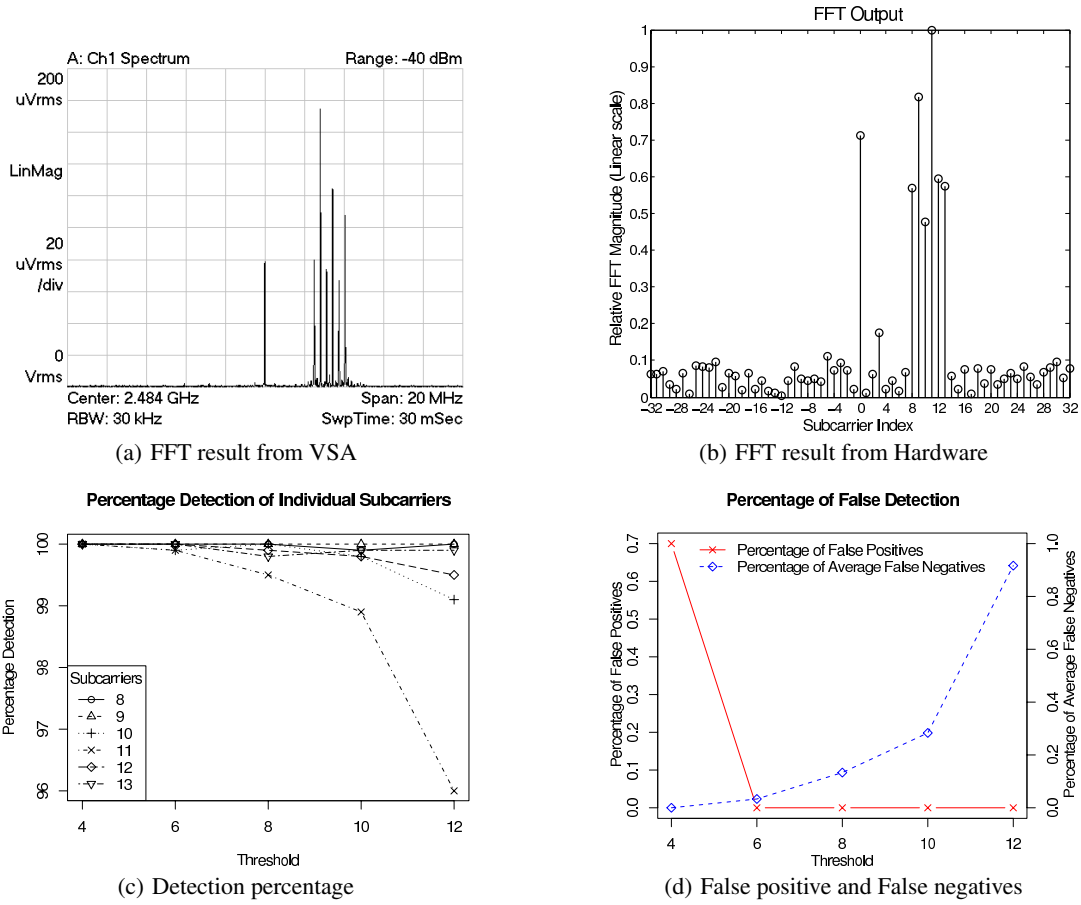 A: Ch1 Spectrum Range: -40 dBm
200
uVrms
LinMag
20
uVrms
/div
0
Vrms
Center: 2.484 GHz Span: 20 MHz
RBW: 30 kHz SwpTime: 30 mSec
(a) FFT result from VSA
FFT Output
Relative FFT Magnitude (Linear scale)
1
0.9
0.8
0.7
0.6
0.5
0.4
0.3
0.2
0.1
0
-32 -28 -24 -20 -16 -12 -8 -4 0 4 8 12 16 20 24 28 32
Subcarrier Index
(b) FFT result from Hardware
Percentage Detection of Individual Subcarriers
Percentage Detection
100
99
98
97
96
Subcarriers
8
9
10
11
12
13
4 6 8 10 12
Threshold
(c) Detection percentage
Percentage of False Detection
Percentage of False Positives
Percentage of Average False Negatives
Percentage of False Positives
0.7
0.6
0.5
0.4
0.3
0.2
0.1
0.0
1.0
0.8
0.6
0.4
0.2
0.0
Percentage of Average False Negatives
4 6 8 10 12
Threshold
(d) False positive and False negatives